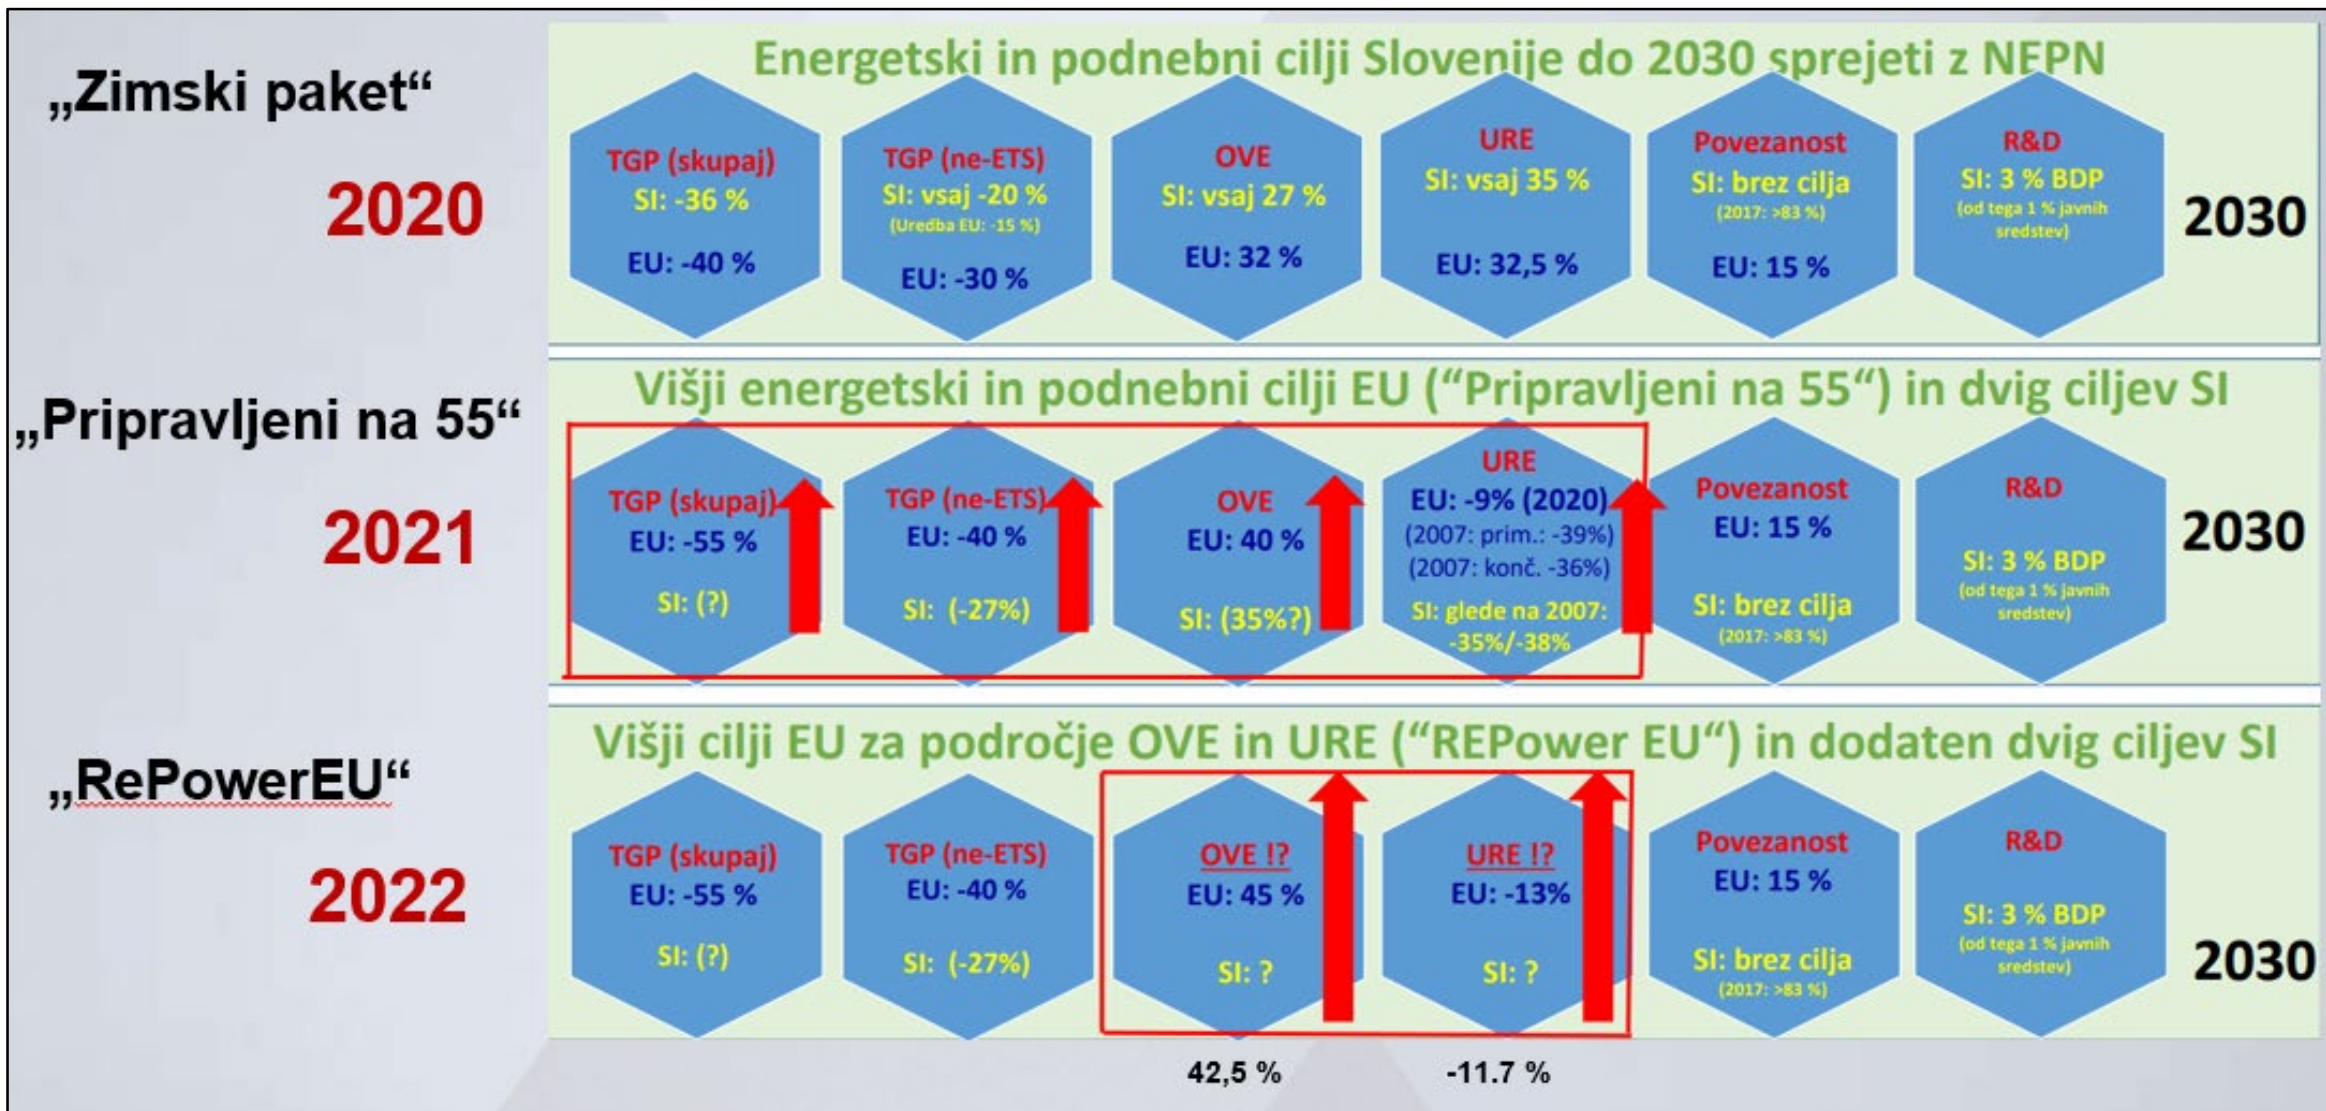 „Zimski paket“
2020
Energetski in podnebni cilji Slovenije do 2030 sprejeti z NEPN
TGP (skupaj)
SI: -36 %
EU: -40 %
TGP (ne-ETS)
SI: vsaj -20 %
(Uredba EU: -15 %)
EU: -30 %
OVE
SI: vsaj 27 %
EU: 32 %
URE
SI: vsaj 35 %
EU: 32,5 %
Povezanost
SI: brez cilja
(2017: >83 %)
EU: 15 %
R&D
SI: 3 % BDP
(od tega 1 % javnih
sredstev)
2030
„Pripravljeni na 55“
2021
Višji energetski in podnebni cilji EU (“Pripravljeni na 55“) in dvig ciljev SI
TGP (skupaj)
EU: -55 %
SI: (?)
TGP (ne-ETS)
EU: -40 %
SI: (-27%)
OVE
EU: 40 %
SI: (35%?)
URE
EU: -9% (2020)
(2007: prim.: -39%)
(2007: konč. -36%)
SI: glede na 2007:
-35%/-38%
Povezanost
EU: 15 %
SI: brez cilja
(2017: >83 %)
R&D
SI: 3 % BDP
(od tega 1 % javnih
sredstev)
2030
„RePowerEU“
2022
Višji cilji EU za področje OVE in URE (“REPower EU“) in dodaten dvig ciljev SI
TGP (skupaj)
EU: -55 %
SI: (?)
TGP (ne-ETS)
EU: -40 %
SI: (-27%)
OVE !?
EU: 45 %
SI: ?
URE !?
EU: -13%
SI: ?
Povezanost
EU: 15 %
SI: brez cilja
(2017: >83 %)
R&D
SI: 3 % BDP
(od tega 1 % javnih
sredstev)
2030
42,5 %
-11.7 %